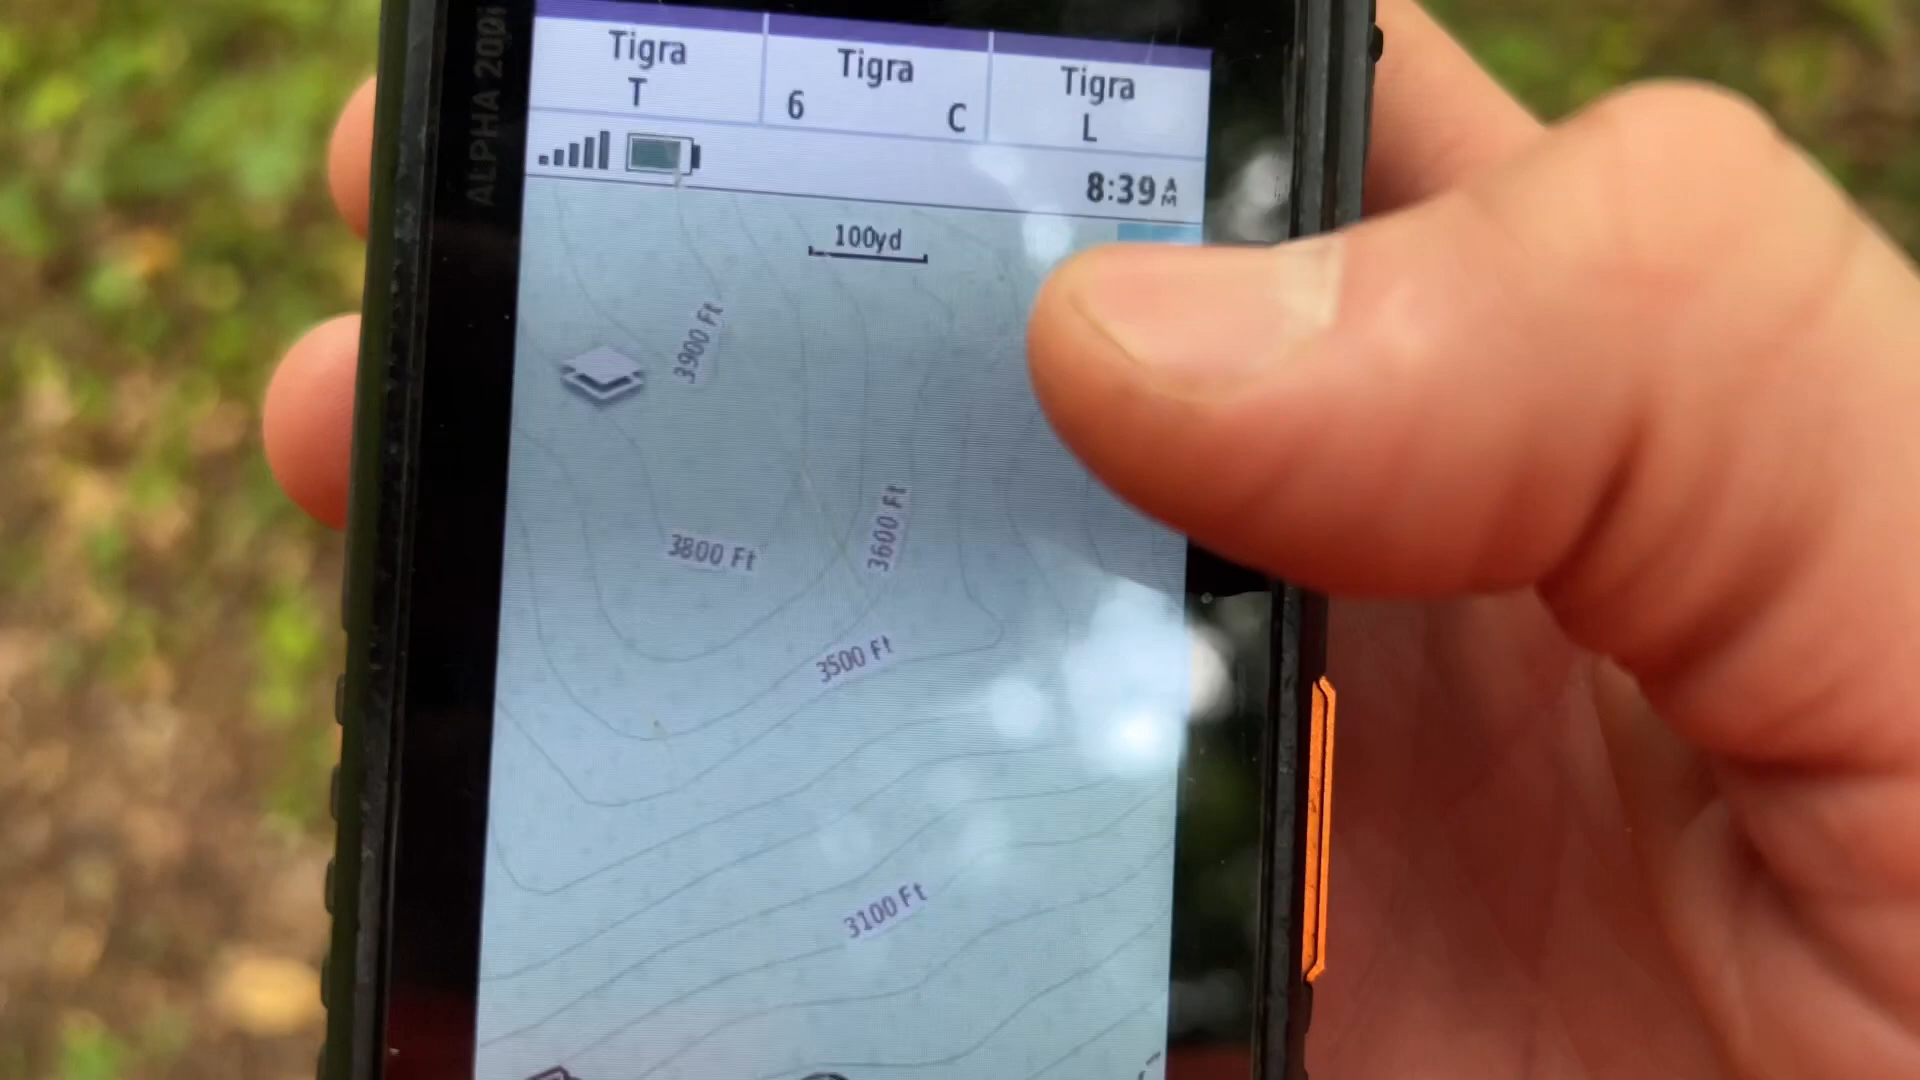 ALPHA 200i
Tigra
T
Tigra
6 C
Tigra
L
8:39 AM
100yd
3900 Ft
3800 Ft
3600 Ft
3500 Ft
3100 Ft